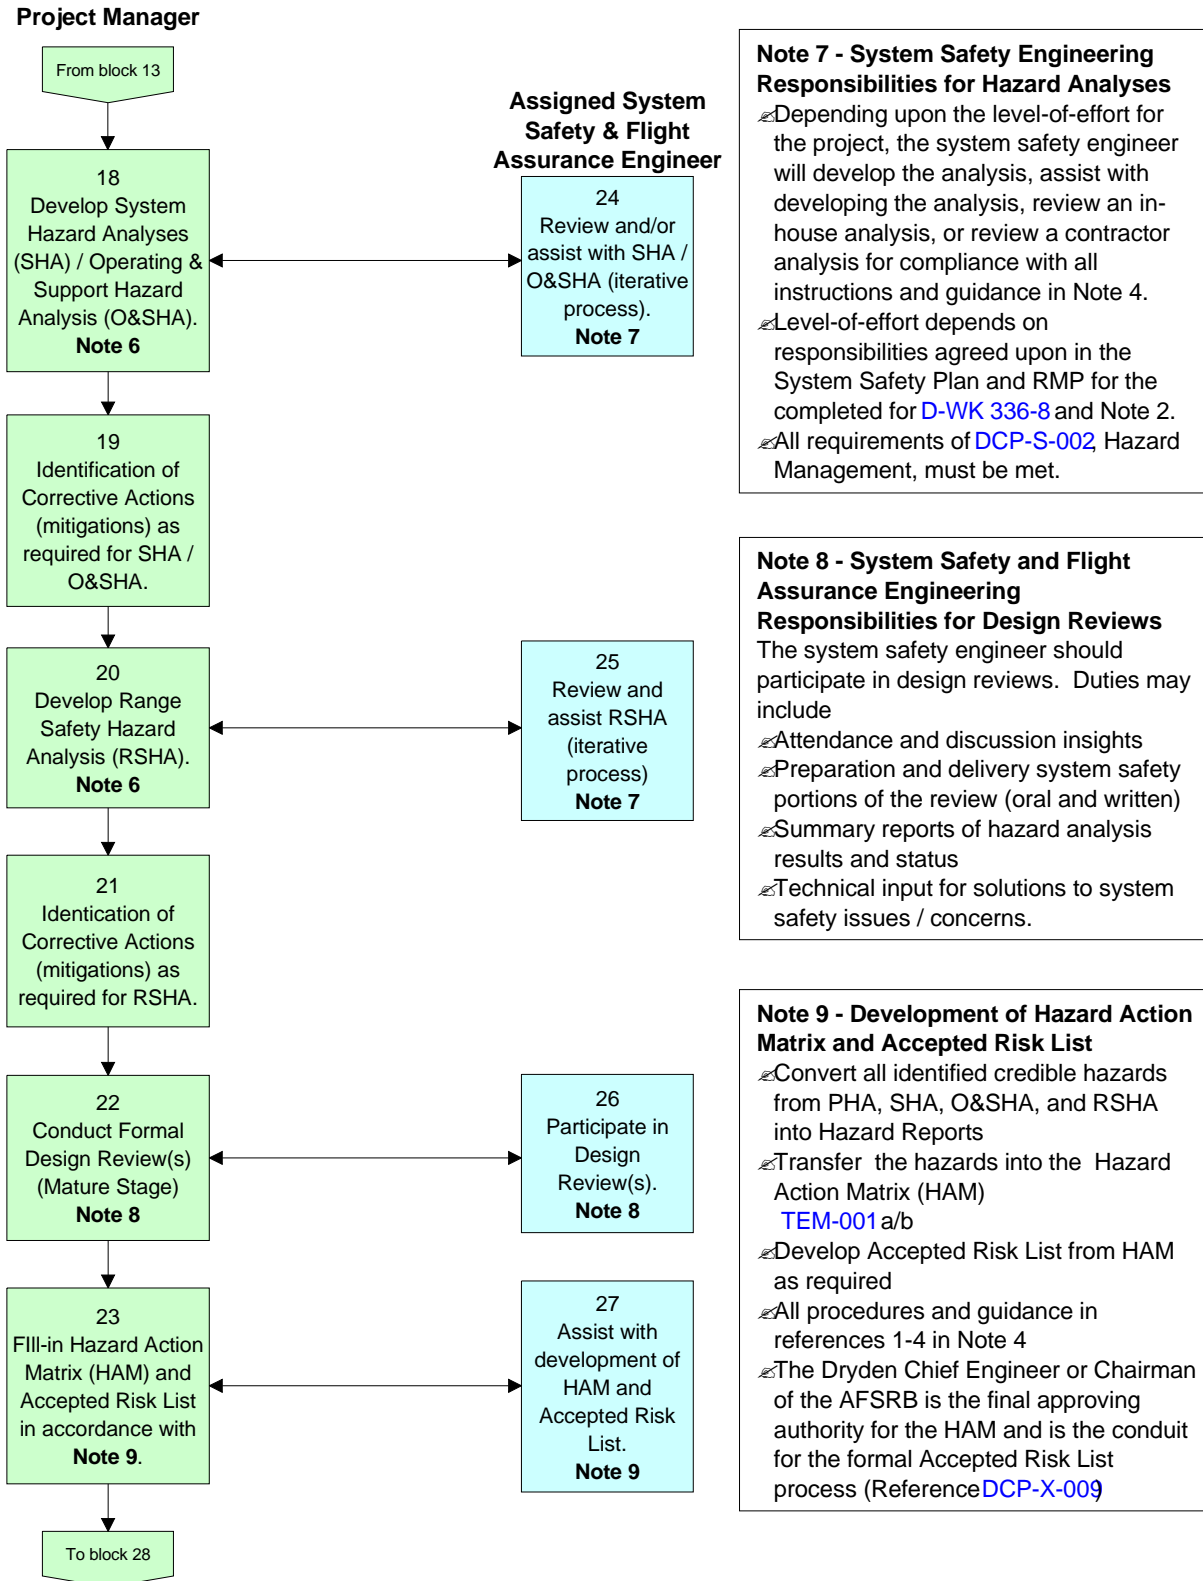 Project Manager
From block 13
18
Develop System
Hazard Analyses
(SHA) / Operating &
Support Hazard
Analysis (O&SHA).
Note 6
19
Identification of
Corrective Actions
(mitigations) as
required for SHA /
O&SHA.
20
Develop Range
Safety Hazard
Analysis (RSHA).
Note 6
21
Identication of
Corrective Actions
(mitigations) as
required for RSHA.
22
Conduct Formal
Design Review(s)
(Mature Stage)
Note 8
23
FIll-in Hazard Action
Matrix (HAM) and
Accepted Risk List
in accordance with
Note 9.
To block 28
Assigned System
Safety & Flight
Assurance Engineer
24
Review and/or
assist with SHA /
O&SHA (iterative
process).
Note 7
25
Review and
assist RSHA
(iterative
process)
Note 7
26
Participate in
Design
Review(s).
Note 8
27
Assist with
development of
HAM and
Accepted Risk
List.
Note 9
Note 7 - System Safety Engineering
Responsibilities for Hazard Analyses
Depending upon the level-of-effort for
the project, the system safety engineer
will develop the analysis, assist with
developing the analysis, review an in-
house analysis, or review a contractor
analysis for compliance with all
instructions and guidance in Note 4.
Level-of-effort depends on
responsibilities agreed upon in the
System Safety Plan and RMP for the
completed for D-WK 336-8 and Note 2.
All requirements of DCP-S-002, Hazard
Management, must be met.
Note 8 - System Safety and Flight
Assurance Engineering
Responsibilities for Design Reviews
The system safety engineer should
participate in design reviews. Duties may
include
Attendance and discussion insights
Preparation and delivery system safety
portions of the review (oral and written)
Summary reports of hazard analysis
results and status
Technical input for solutions to system
safety issues / concerns.
Note 9 - Development of Hazard Action
Matrix and Accepted Risk List
Convert all identified credible hazards
from PHA, SHA, O&SHA, and RSHA
into Hazard Reports
Transfer the hazards into the Hazard
Action Matrix (HAM)
TEM-001 a/b
Develop Accepted Risk List from HAM
as required
All procedures and guidance in
references 1-4 in Note 4
The Dryden Chief Engineer or Chairman
of the AFSRB is the final approving
authority for the HAM and is the conduit
for the formal Accepted Risk List
process (Reference DCP-X-009)